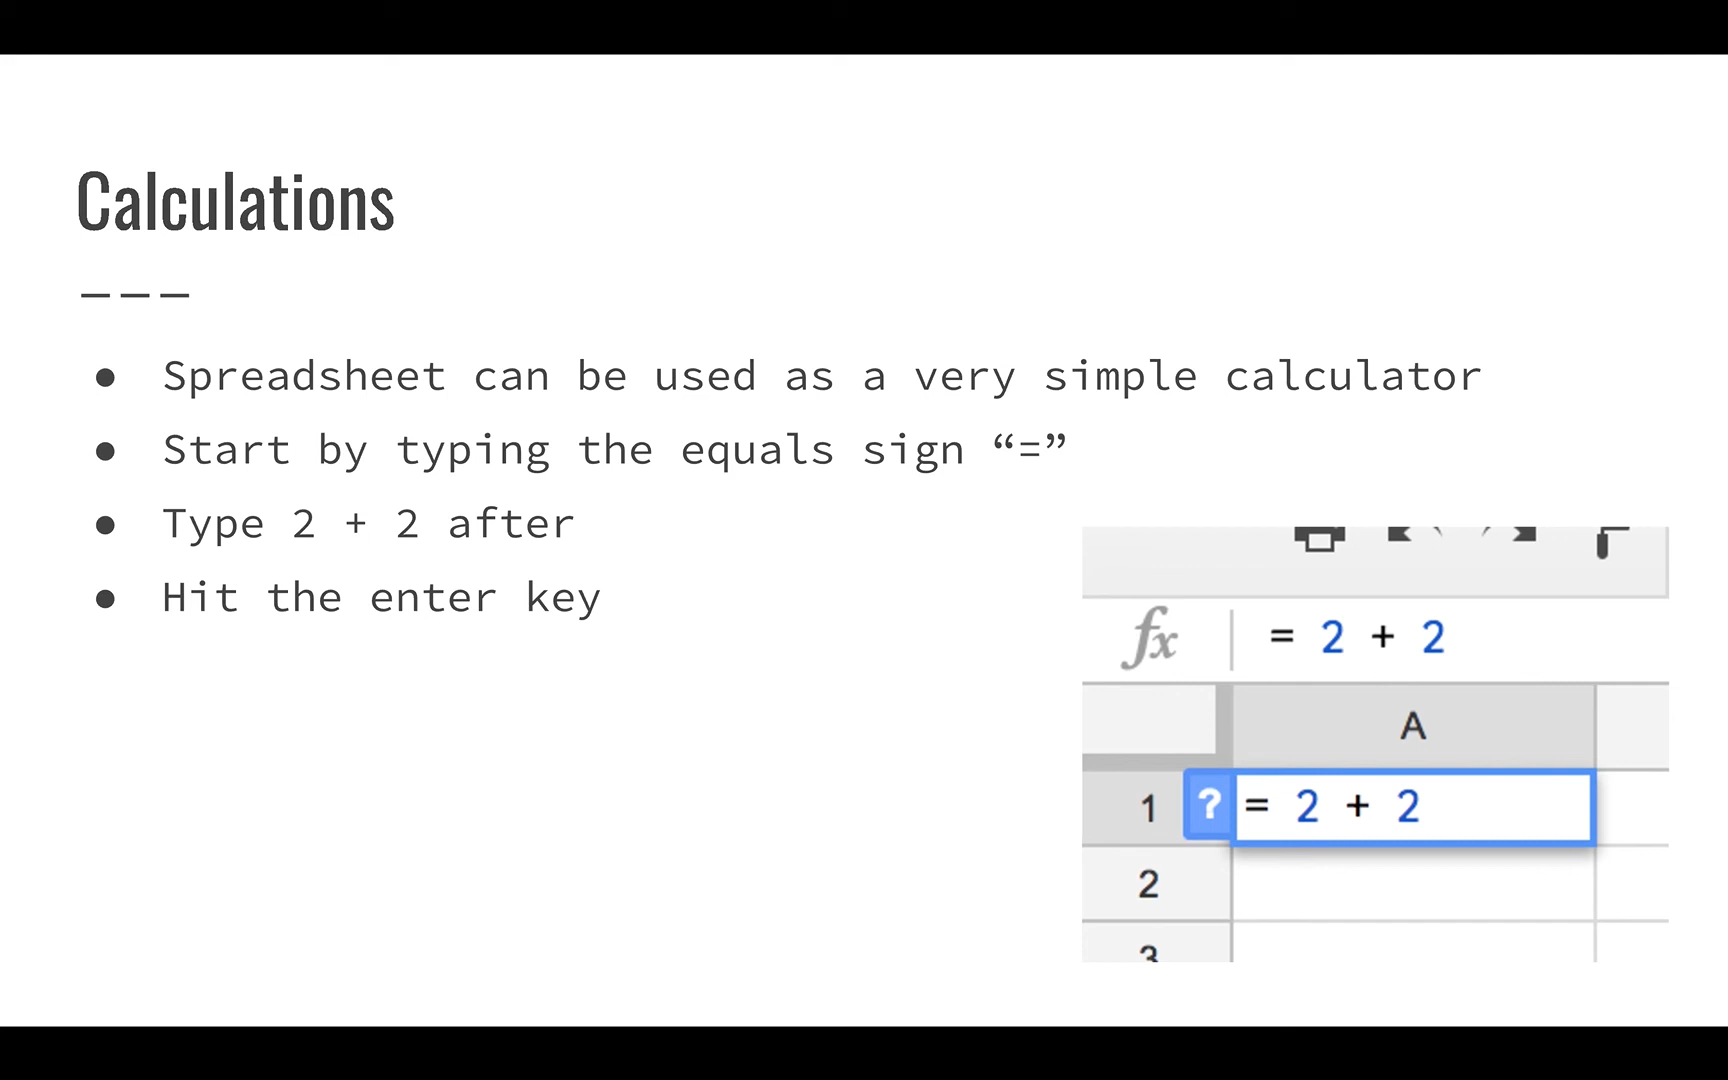 Calculations
● Spreadsheet can be used as a very simple calculator
● Start by typing the equals sign “=”
● Type 2 + 2 after
● Hit the enter key
fx = 2 + 2
A
1 ? = 2 + 2
2
3